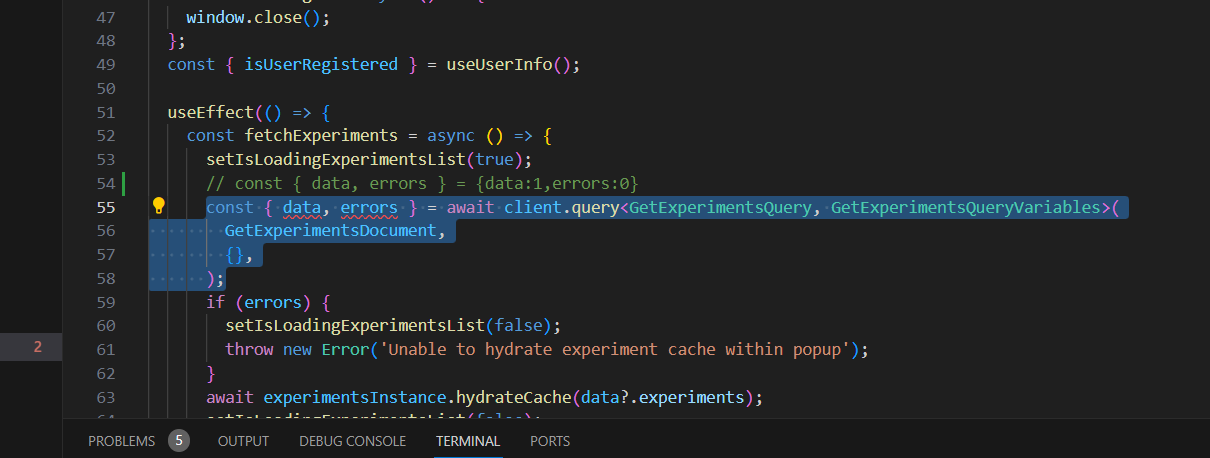 47 window.close();
48 };
49 const { isUserRegistered } = useUserInfo();
50
51 useEffect(() => {
52 const fetchExperiments = async () => {
53 setIsLoadingExperimentsList(true);
54 // const { data, errors } = {data:1,errors:0}
55 const { data, errors } = await client.query<GetExperimentsQuery, GetExperimentsQueryVariables>(
56 GetExperimentsDocument,
57 {},
58 );
59 if (errors) {
60 setIsLoadingExperimentsList(false);
61 throw new Error('Unable to hydrate experiment cache within popup');
62 }
63 await experimentsInstance.hydrateCache(data?.experiments);
2
PROBLEMS 5 OUTPUT DEBUG CONSOLE TERMINAL PORTS